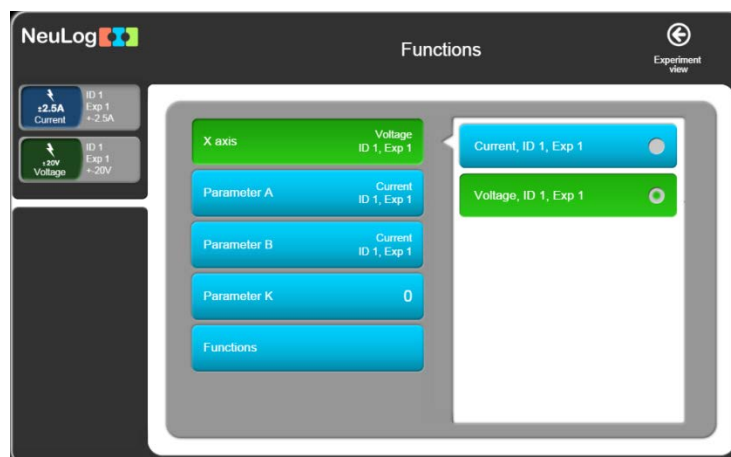 NeuLog
Functions
Experiment
view
±2.5A
Current
ID 1
Exp 1
+-2.5A
±20V
Voltage
ID 1
Exp 1
+-20V
X axis
Voltage
ID 1, Exp 1
Parameter A
Current
ID 1, Exp 1
Parameter B
Current
ID 1, Exp 1
Parameter K
0
Functions
Current, ID 1, Exp 1
Voltage, ID 1, Exp 1